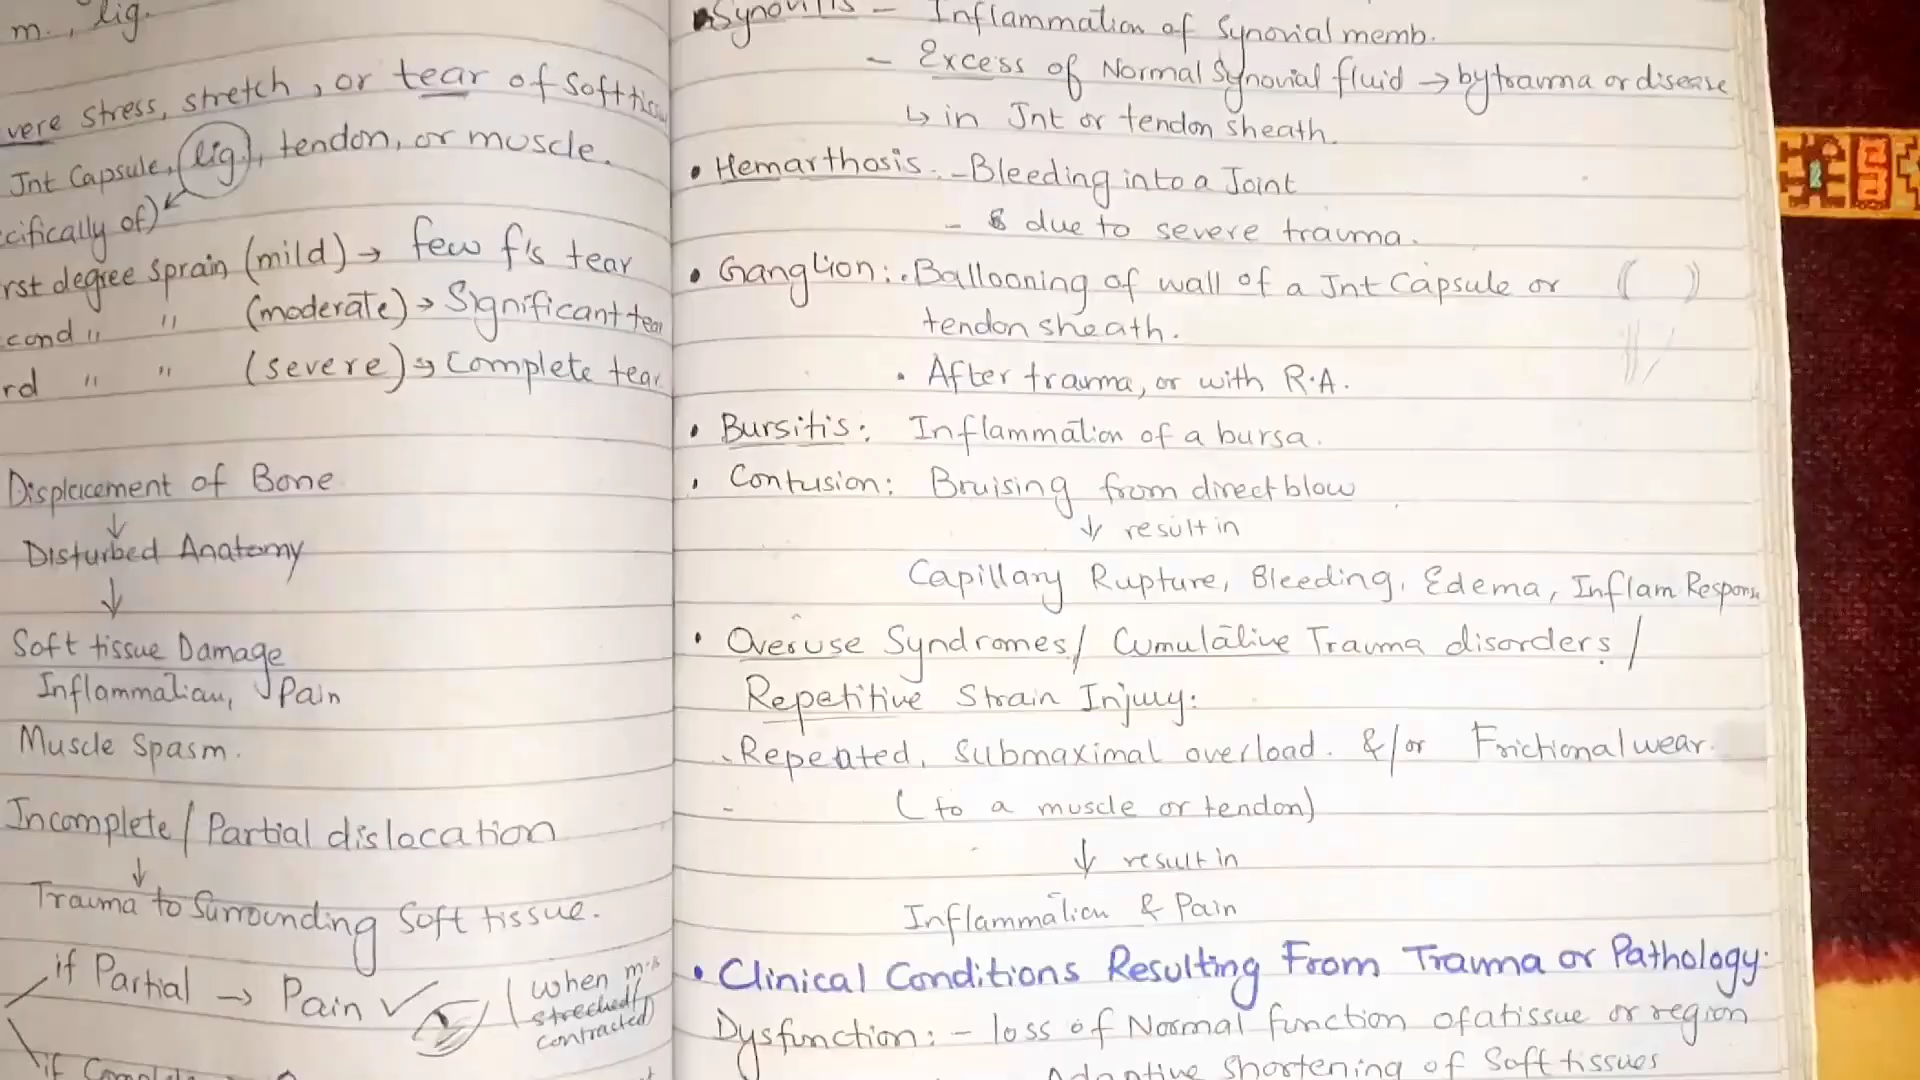 m., lig.
vere stress, stretch, or tear of Soft tiss
Jnt Capsule, (lig), tendon, or muscle.
cifically of)
rst degree sprain (mild) → few f's tear
cond " " (moderate) → Significant tear
rd " " (severe) → Complete tear
Displacement of Bone
↓
Disturbed Anatomy
↓
Soft tissue Damage
Inflammation, Pain
Muscle Spasm.
Incomplete / Partial dislocation
↓
Trauma to Surrounding Soft tissue.
if Partial → Pain ✓ (when m's
streched/
contracted)
if
Synovitis - Inflammation of Synovial memb.
- Excess of Normal Synovial fluid → by trauma or disease
↳ in Jnt or tendon sheath.
• Hemarthosis. - Bleeding into a Joint
- due to severe trauma.
• Ganglion: . Ballooning of wall of a Jnt Capsule or
tendon sheath.
• After trauma, or with R.A.
• Bursitis: Inflammation of a bursa.
• Contusion: Bruising from direct blow
↓ result in
Capillary Rupture, Bleeding, Edema, Inflam Respons
• Overuse Syndromes / Cumulative Trauma disorders /
Repetitive Strain Injury:
. Repeated, Submaximal overload. &/or Frictional wear.
- (to a muscle or tendon)
↓ result in
Inflammation & Pain
• Clinical Conditions Resulting From Trauma or Pathology:
Dysfunction: - loss of Normal function of a tissue or region
Adaptive Shortening of Soft tissues